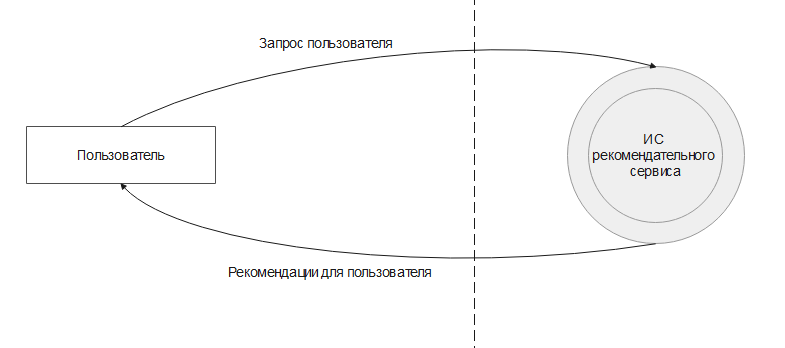 Запрос пользователя
Пользователь
ИС
рекомендательного
сервиса
Рекомендации для пользователя